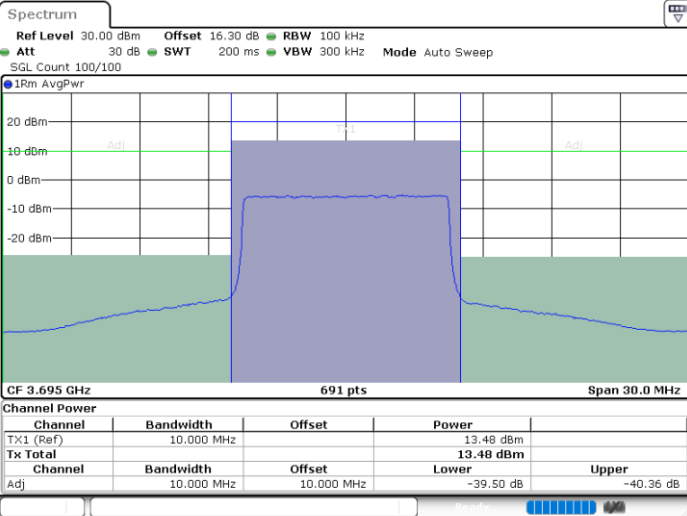 Spectrum
Ref Level 30.00 dBm Offset 16.30 dB RBW 100 kHz
Att 30 dB SWT 200 ms VBW 300 kHz Mode Auto Sweep
SGL Count 100/100
1Rm AvgPwr
20 dBm
TX1
10 dBm
Adj
Adj
0 dBm
-10 dBm
-20 dBm
CF 3.695 GHz 691 pts Span 30.0 MHz
Channel Power
Channel Bandwidth Offset Power
TX1 (Ref) 10.000 MHz 13.48 dBm
Tx Total 13.48 dBm
Channel Bandwidth Offset Lower Upper
Adj 10.000 MHz 10.000 MHz -39.50 dB -40.36 dB
Ready